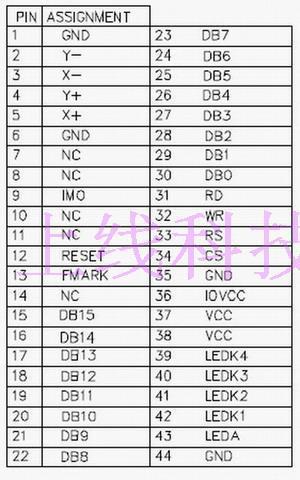 PIN ASSIGNMENT
1 GND 23 DB7
2 Y- 24 DB6
3 X- 25 DB5
4 Y+ 26 DB4
5 X+ 27 DB3
6 GND 28 DB2
7 NC 29 DB1
8 NC 30 DB0
9 IM0 31 RD
10 NC 32 WR
11 NC 33 RS
12 RESET 34 CS
13 FMARK 35 GND
14 NC 36 IOVCC
15 DB15 37 VCC
16 DB14 38 VCC
17 DB13 39 LEDK4
18 DB12 40 LEDK3
19 DB11 41 LEDK2
20 DB10 42 LEDK1
21 DB9 43 LEDA
22 DB8 44 GND
上线科技